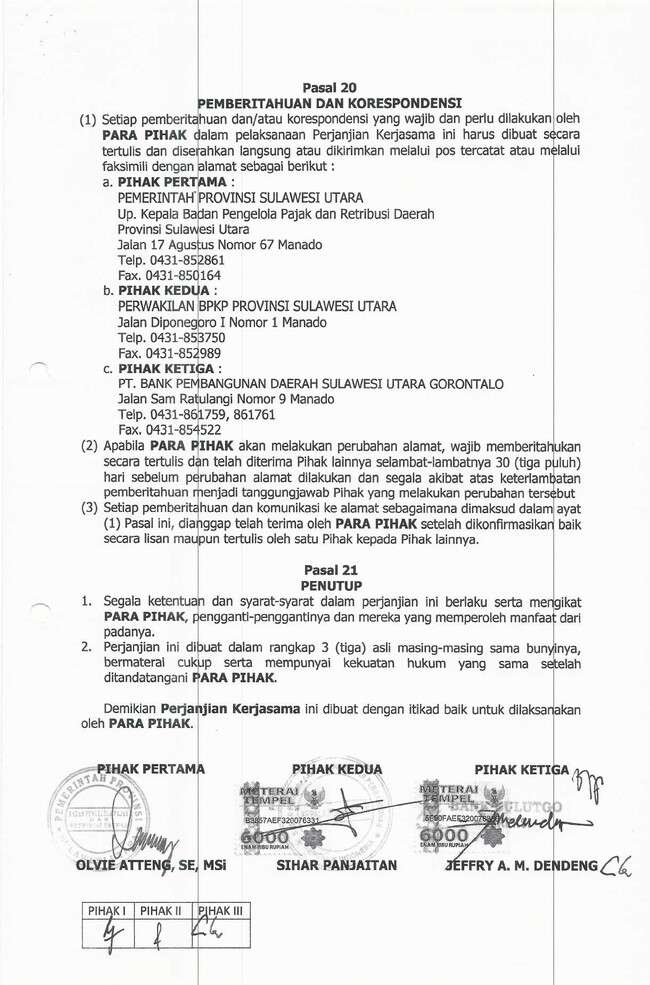 Pasal 20
PEMBERITAHUAN DAN KORESPONDENSI
(1) Setiap pemberitahuan dan/atau korespondensi yang wajib dan perlu dilakukan oleh
PARA PIHAK dalam pelaksanaan Perjanjian Kerjasama ini harus dibuat secara
tertulis dan diserahkan langsung atau dikirimkan melalui pos tercatat atau melalui
faksimili dengan alamat sebagai berikut :
a. PIHAK PERTAMA :
PEMERINTAH PROVINSI SULAWESI UTARA
Up. Kepala Badan Pengelola Pajak dan Retribusi Daerah
Provinsi Sulawesi Utara
Jalan 17 Agustus Nomor 67 Manado
Telp. 0431-852861
Fax. 0431-850164
b. PIHAK KEDUA :
PERWAKILAN BPKP PROVINSI SULAWESI UTARA
Jalan Diponegoro I Nomor 1 Manado
Telp. 0431-853750
Fax. 0431-852989
c. PIHAK KETIGA :
PT. BANK PEMBANGUNAN DAERAH SULAWESI UTARA GORONTALO
Jalan Sam Ratulangi Nomor 9 Manado
Telp. 0431-861759, 861761
Fax. 0431-854522
(2) Apabila PARA PIHAK akan melakukan perubahan alamat, wajib memberitahukan
secara tertulis dan telah diterima Pihak lainnya selambat-lambatnya 30 (tiga puluh)
hari sebelum perubahan alamat dilakukan dan segala akibat atas keterlambatan
pemberitahuan menjadi tanggungjawab Pihak yang melakukan perubahan tersebut
(3) Setiap pemberitahuan dan komunikasi ke alamat sebagaimana dimaksud dalam ayat
(1) Pasal ini, dianggap telah terima oleh PARA PIHAK setelah dikonfirmasikan baik
secara lisan maupun tertulis oleh satu Pihak kepada Pihak lainnya.
Pasal 21
PENUTUP
1. Segala ketentuan dan syarat-syarat dalam perjanjian ini berlaku serta mengikat
PARA PIHAK, pengganti-penggantinya dan mereka yang memperoleh manfaat dari
padanya.
2. Perjanjian ini dibuat dalam rangkap 3 (tiga) asli masing-masing sama bunyinya,
bermaterai cukup serta mempunyai kekuatan hukum yang sama setelah
ditandatangani PARA PIHAK.
Demikian Perjanjian Kerjasama ini dibuat dengan itikad baik untuk dilaksanakan
oleh PARA PIHAK.
PIHAK PERTAMA PIHAK KEDUA PIHAK KETIGA
PEMERINTAH PROVINSI
METERAI
TEMPEL
6000
ENAM RIBU RUPIAH
METERAI
TEMPEL
6000
ENAM RIBU RUPIAH
OLVIE ATTENG, SE, MSi SIHAR PANJAITAN JEFFRY A. M. DENDENG
PIHAK I PIHAK II PIHAK III